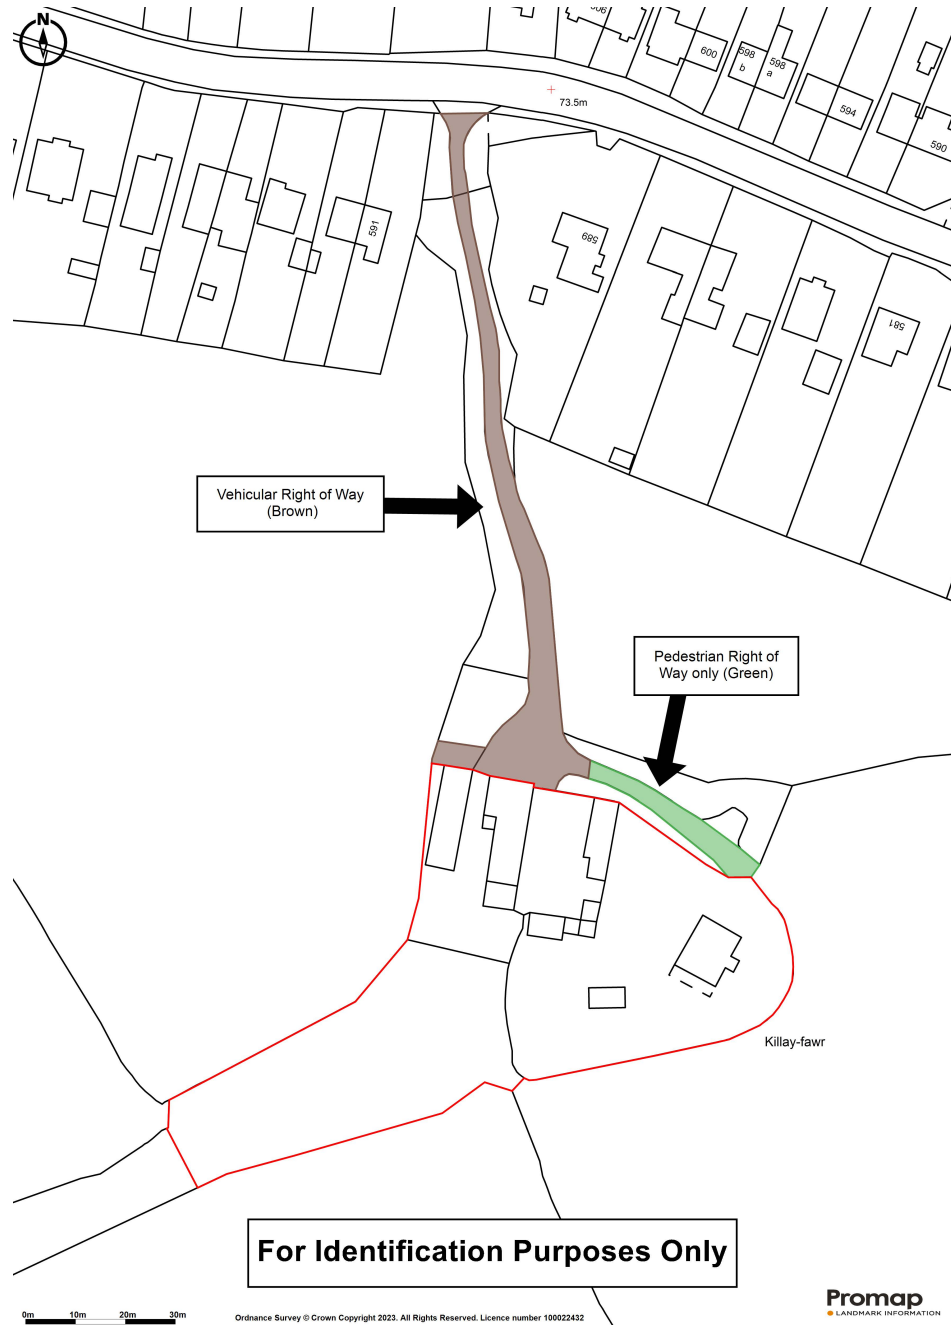 N
606
600
598
b
598
a
594
590
73.5m
591
589
581
Vehicular Right of Way
(Brown)
Pedestrian Right of
Way only (Green)
Killay-fawr
For Identification Purposes Only
0m 10m 20m 30m
Ordnance Survey © Crown Copyright 2023. All Rights Reserved. Licence number 100022432
Promap
LANDMARK INFORMATION